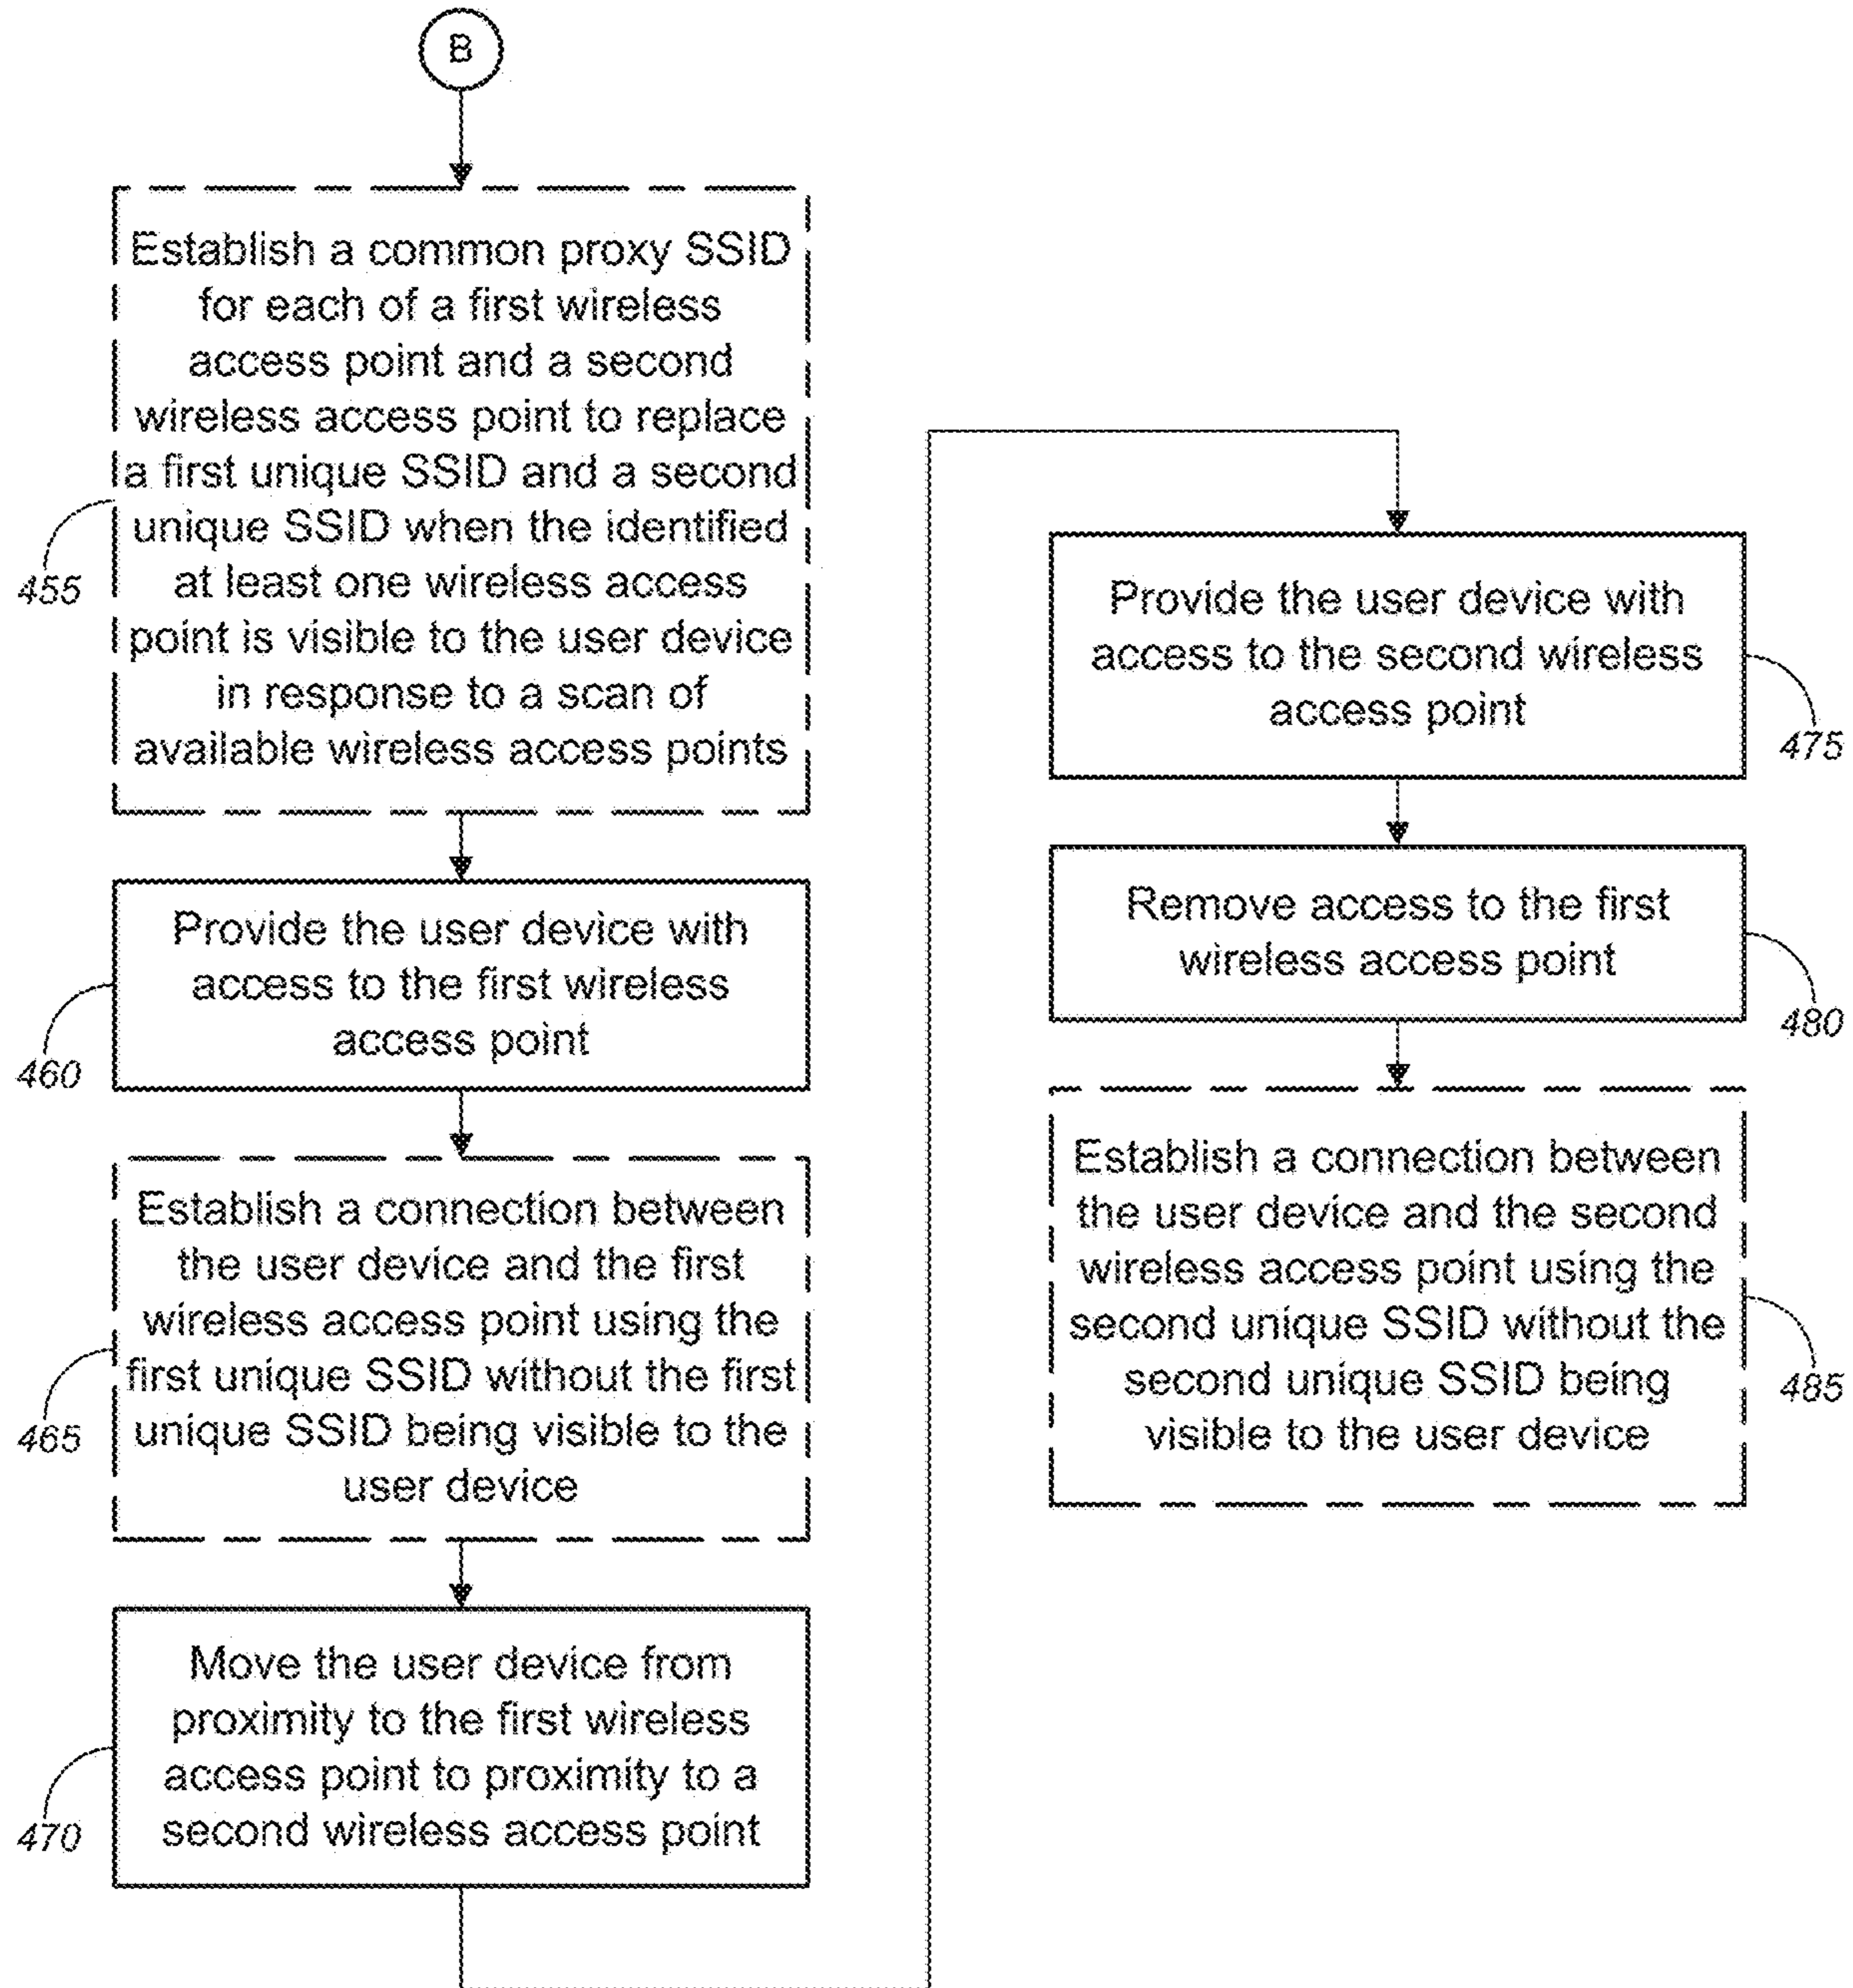 B
Establish a common proxy SSID
for each of a first wireless
access point and a second
wireless access point to replace
a first unique SSID and a second
unique SSID when the identified
at least one wireless access
point is visible to the user device
in response to a scan of
available wireless access points
455
Provide the user device with
access to the first wireless
access point
460
Establish a connection between
the user device and the first
wireless access point using the
first unique SSID without the first
unique SSID being visible to the
user device
465
Move the user device from
proximity to the first wireless
access point to proximity to a
second wireless access point
470
Provide the user device with
access to the second wireless
access point
475
Remove access to the first
wireless access point
480
Establish a connection between
the user device and the second
wireless access point using the
second unique SSID without the
second unique SSID being
visible to the user device
485